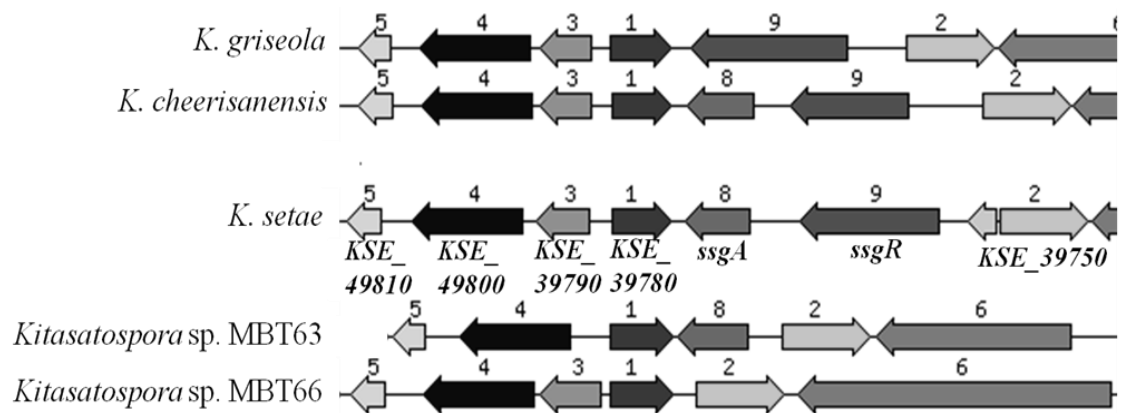 5 4 3 1 9 2 6
K. griseola
5 4 3 1 8 9 2
K. cheerisanensis
5 4 3 1 8 9 2
K. setae
KSE_ KSE_ KSE_ KSE_ ssgA ssgR KSE_39750
49810 49800 39790 39780
5 4 1 8 2 6
Kitasatospora sp. MBT63
5 4 3 1 2 6
Kitasatospora sp. MBT66